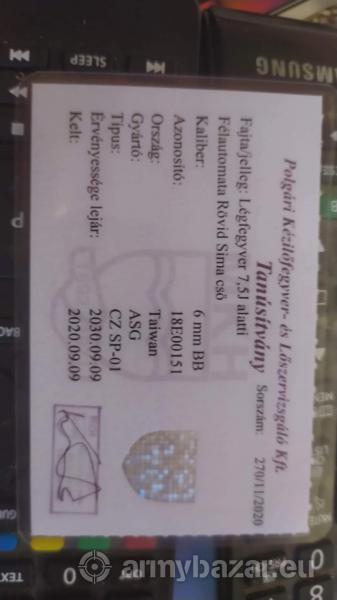 Polgári Kézilőfegyver- és Lőszervizsgáló Kft.
Tanúsítvány
Sorszám: 270/11/2020
Fajta/jelleg: Légfegyver 7,5J alatti
Félautomata Rövid Sima cső
Kaliber: 6 mm BB
Azonosító: 18E00151
Ország: Taiwan
Gyártó: ASG
Típus: CZ SP-01
Érvényessége lejár: 2030.09.09
Kelt: 2020.09.09
SAMSUNG
SLEEP
TEXT
0
armybazar.eu